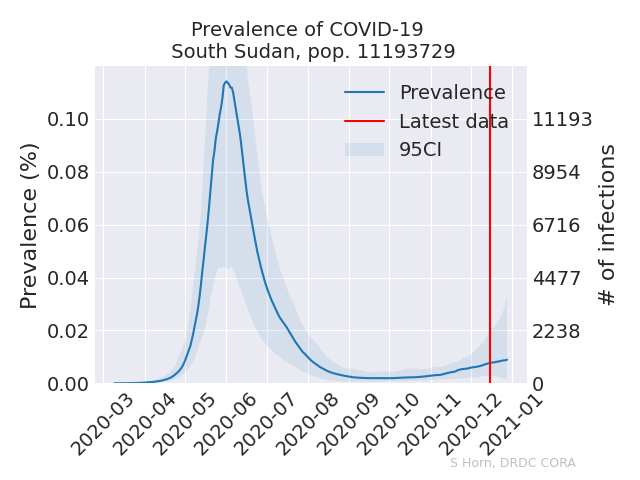 Prevalence of COVID-19
South Sudan, pop. 11193729
Prevalence
Latest data
95CI
Prevalence (%)
0.10
0.08
0.06
0.04
0.02
0.00
11193
8954
6716
4477
2238
0
# of infections
2020-03
2020-04
2020-05
2020-06
2020-07
2020-08
2020-09
2020-10
2020-11
2020-12
2021-01
S Horn, DRDC CORA